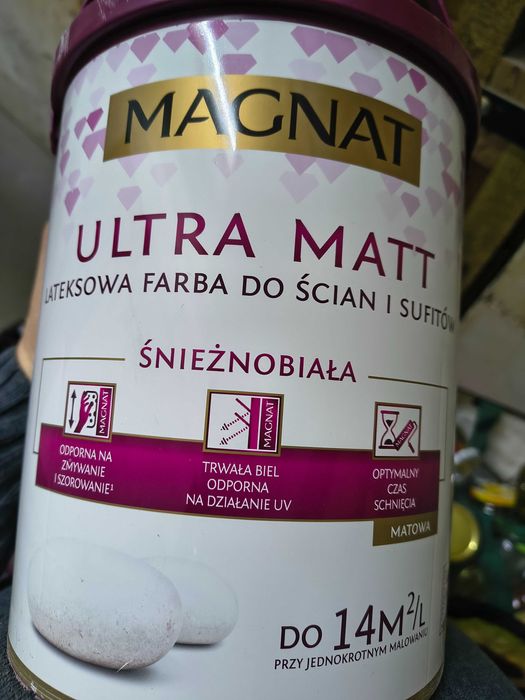 MAGNAT
ULTRA MATT
LATEKSOWA FARBA DO ŚCIAN I SUFITÓW
ŚNIEŻNOBIAŁA
MAGNAT
ODPORNA NA
ZMYWANIE
I SZOROWANIE¹
MAGNAT
TRWAŁA BIEL
ODPORNA
NA DZIAŁANIE UV
MAGNAT
OPTYMALNY
CZAS
SCHNIĘCIA
MATOWA
DO 14M²/L
PRZY JEDNOKROTNYM MALOWANIU